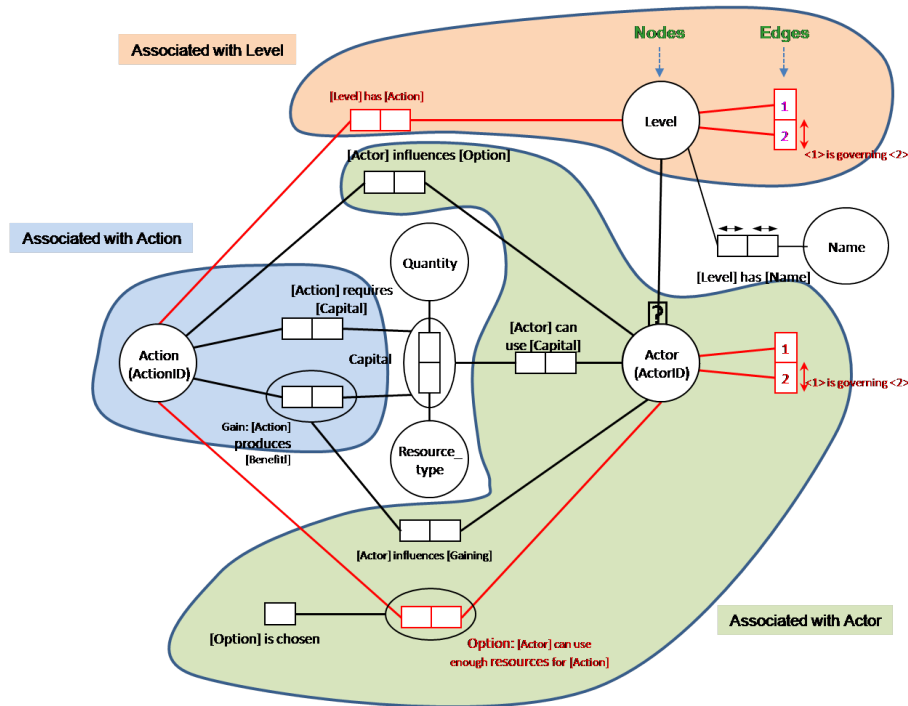 Nodes
Edges
Associated with Level
[Level] has [Action]
Level
1
2
<1> is governing <2>
[Actor] influences [Option]
Associated with Action
Quantity
Name
[Level] has [Name]
[Action] requires
[Capital]
[Actor] can
use [Capital]
?
Action
(ActionID)
Capital
Actor
(ActorID)
1
2
<1> is governing <2>
Gain: [Action]
produces
[Benefitl]
Resource_
type
[Actor] influences [Gaining]
Associated with Actor
[Option] is chosen
Option: [Actor] can use
enough resources for [Action]